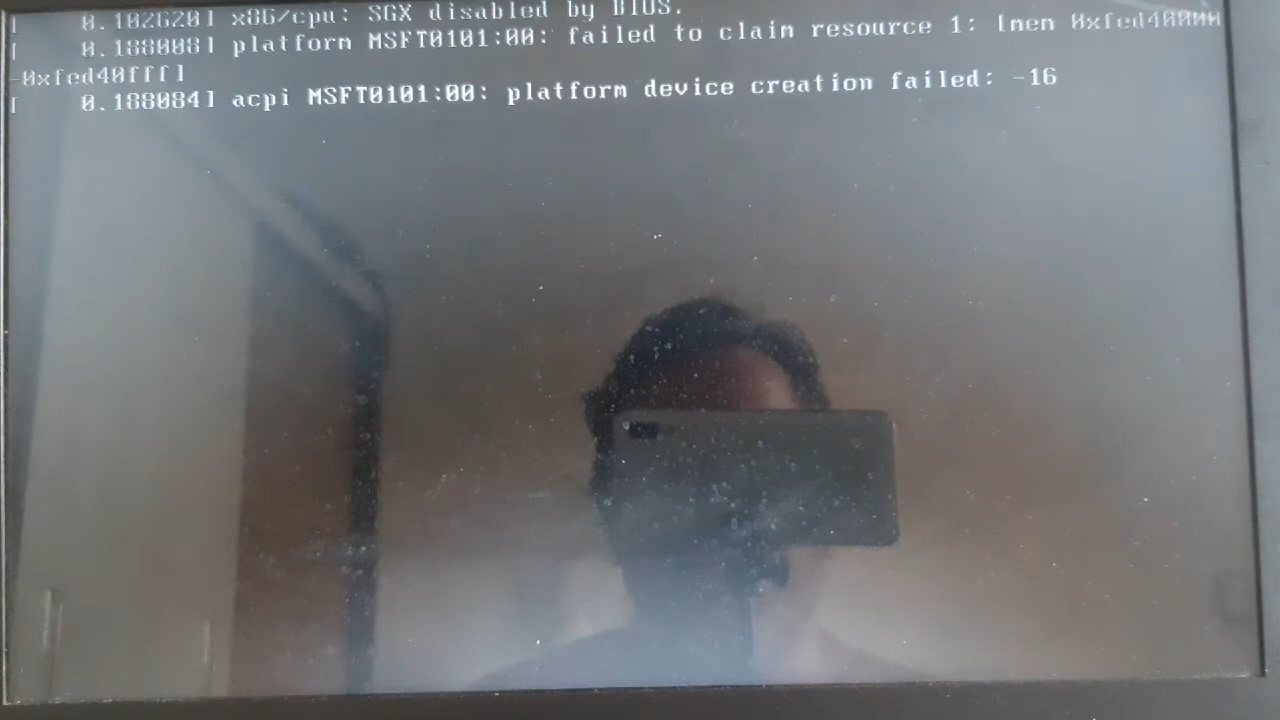 [    0.102620] x86/cpu: SGX disabled by BIOS.
[    0.188008] platform MSFT0101:00: failed to claim resource 1: [mem 0xfed40000
-0xfed40fff]
[    0.188084] acpi MSFT0101:00: platform device creation failed: -16